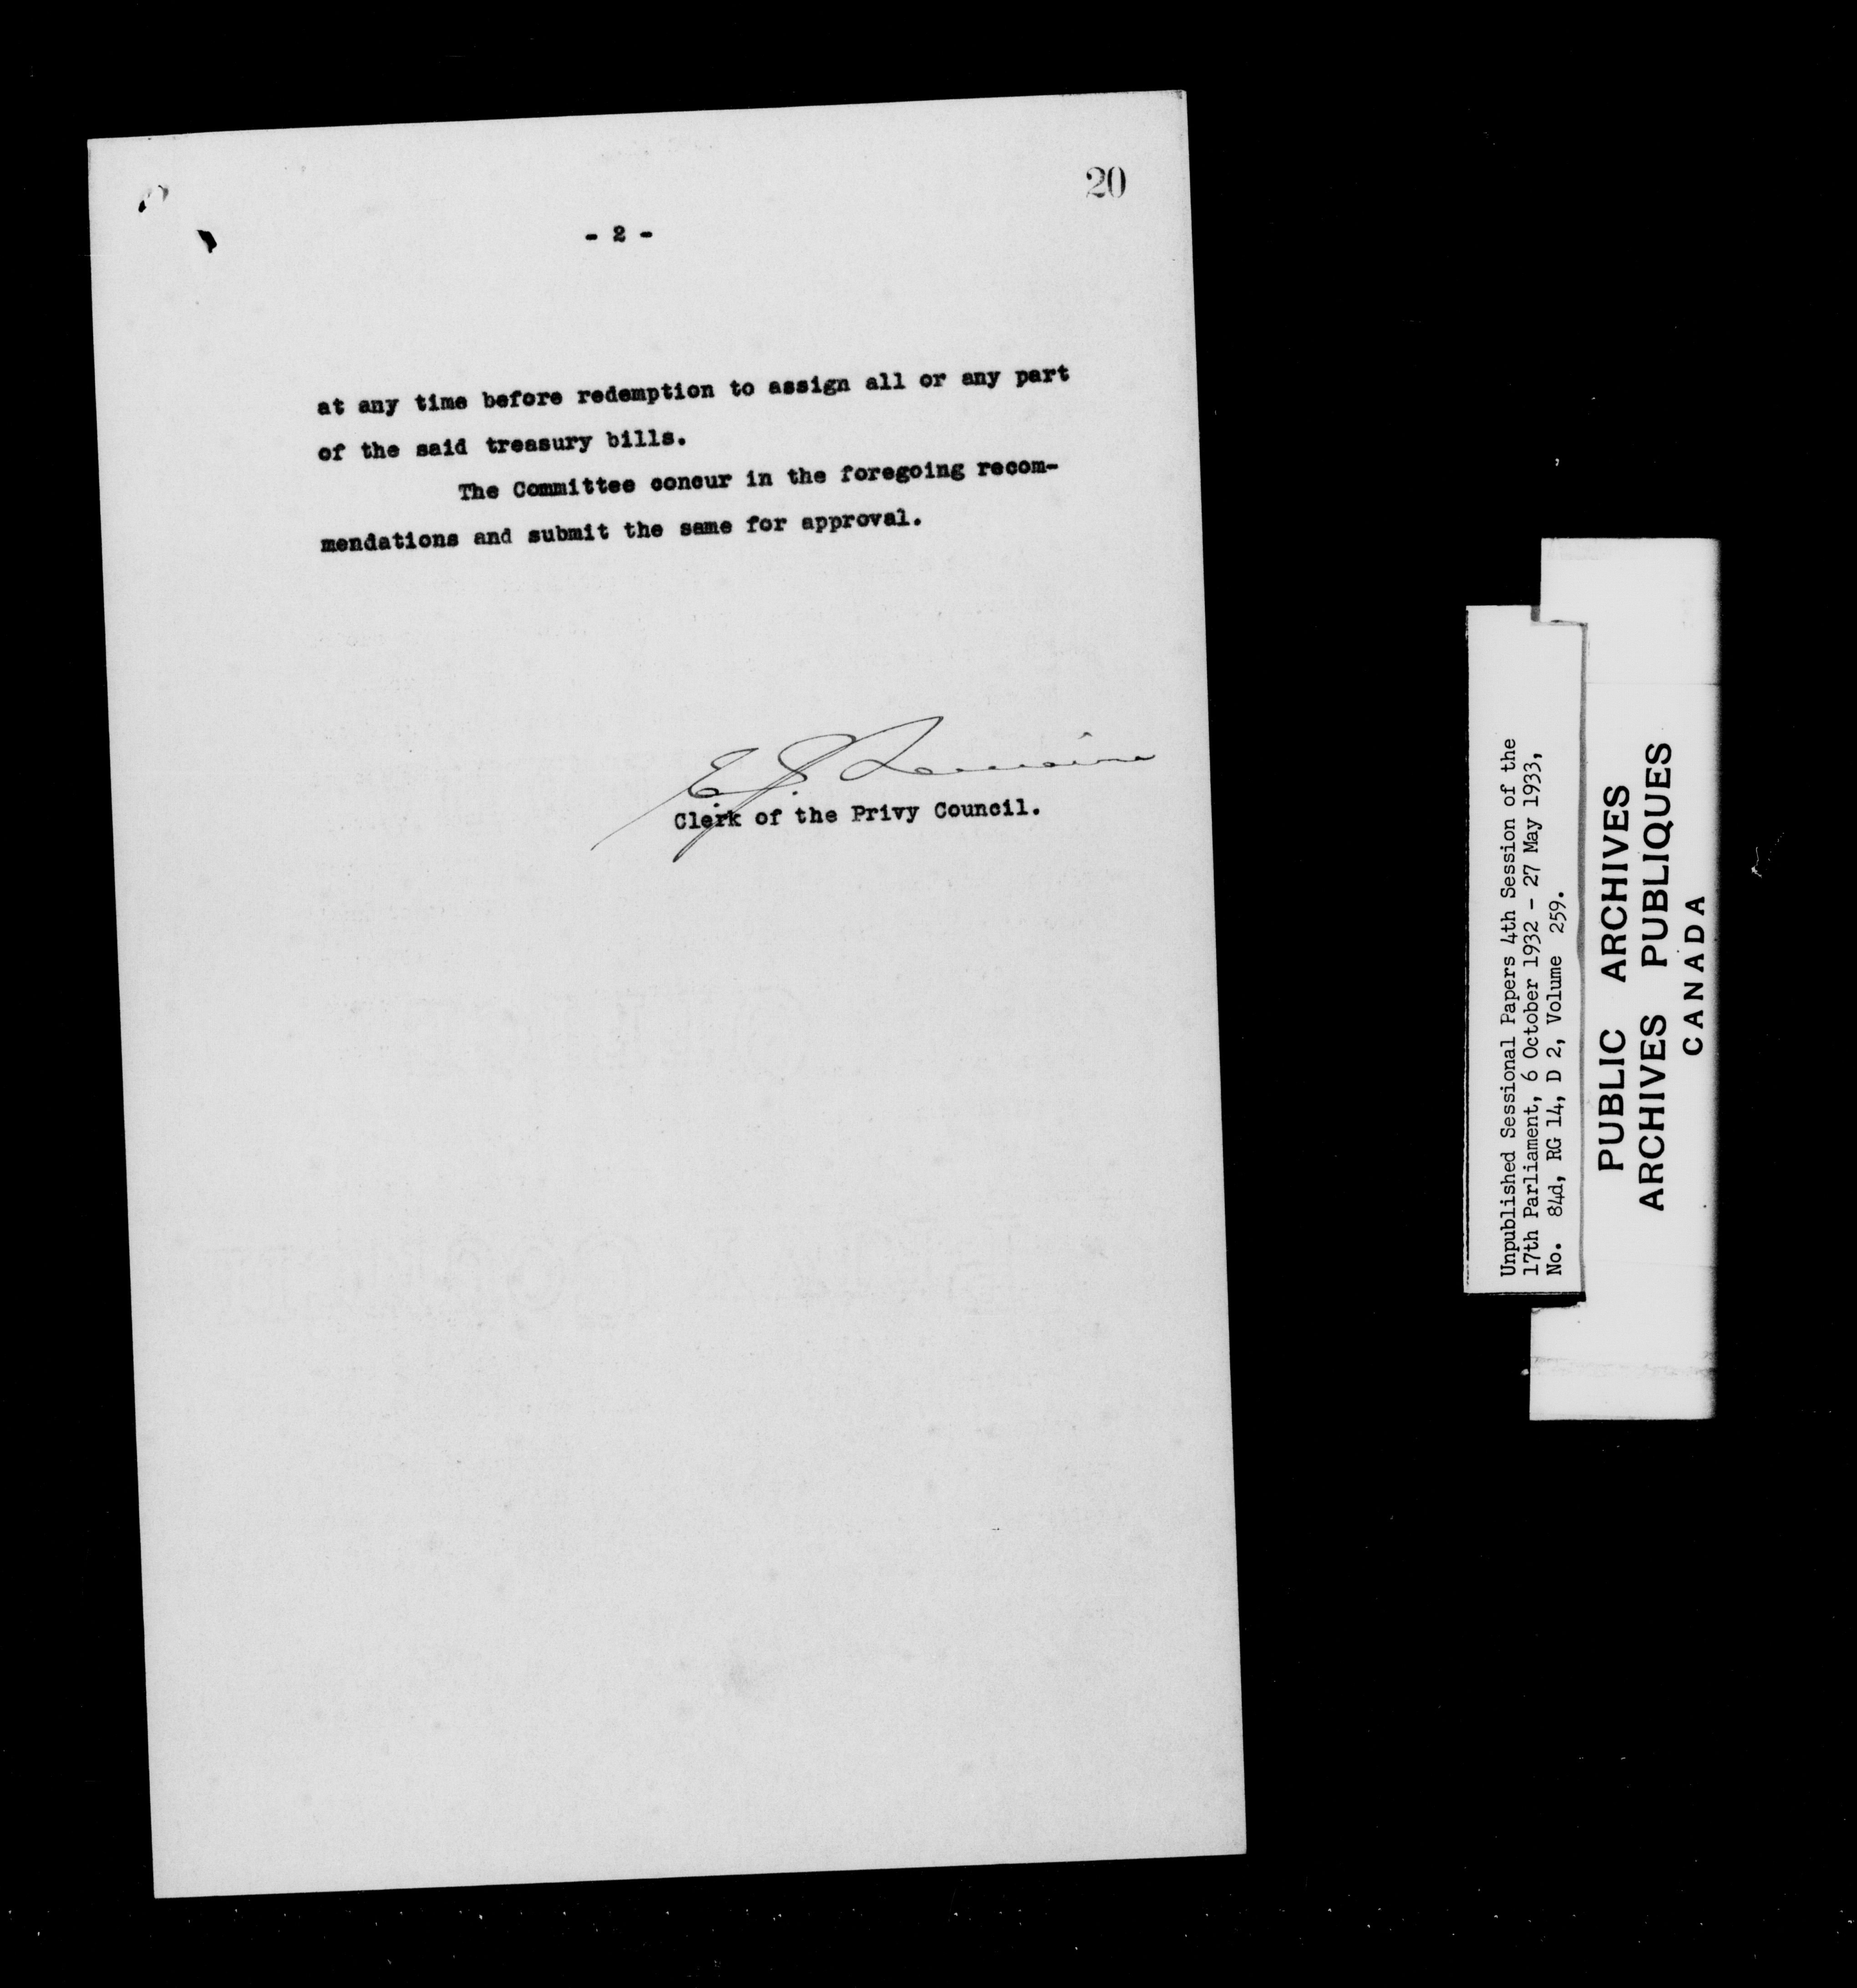 20
- 2 -
at any time before redemption to assign all or any part
of the said treasury bills.
The Committee concur in the foregoing recom-
mendations and submit the same for approval.
E. J. Lemaire
Clerk of the Privy Council.
Unpublished Sessional Papers 4th Session of the
17th Parliament, 6 October 1932 - 27 May 1933,
No. 84d, RG 14, D 2, Volume 259.
PUBLIC ARCHIVES
ARCHIVES PUBLIQUES
CANADA